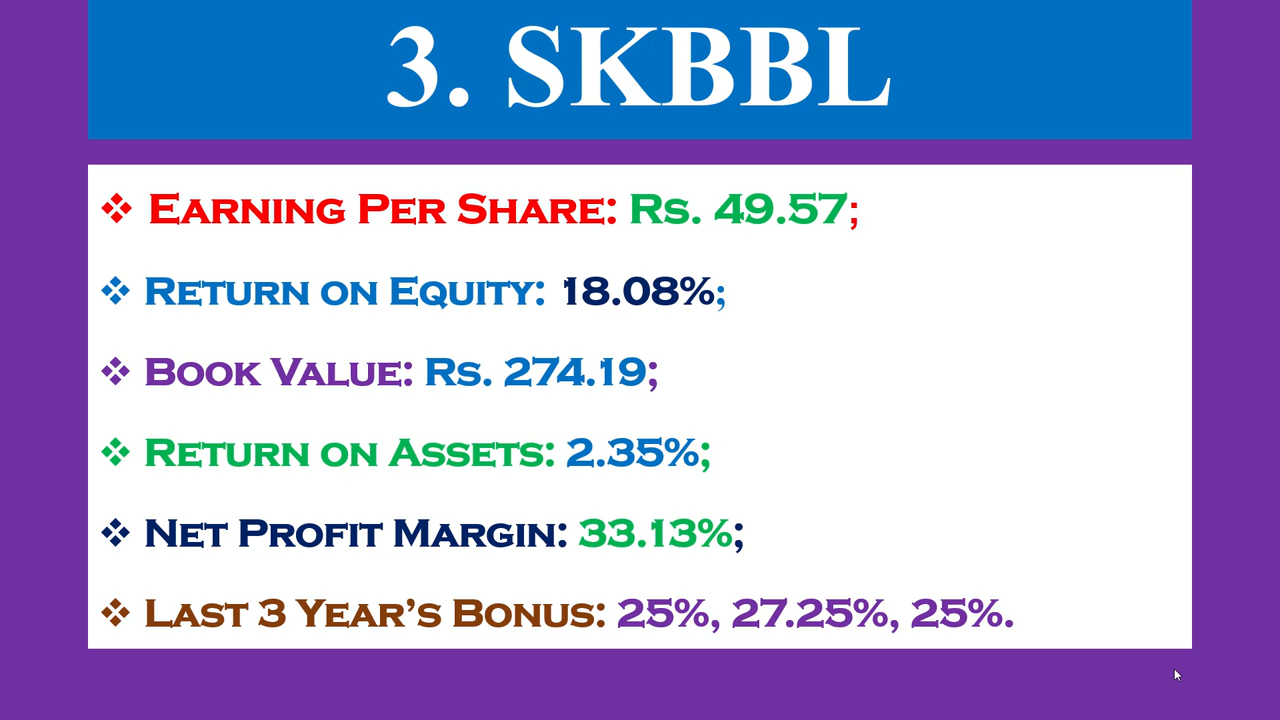 3. SKBBL
❖ Earning Per Share: Rs. 49.57;
❖ Return on Equity: 18.08%;
❖ Book Value: Rs. 274.19;
❖ Return on Assets: 2.35%;
❖ Net Profit Margin: 33.13%;
❖ Last 3 Year’s Bonus: 25%, 27.25%, 25%.